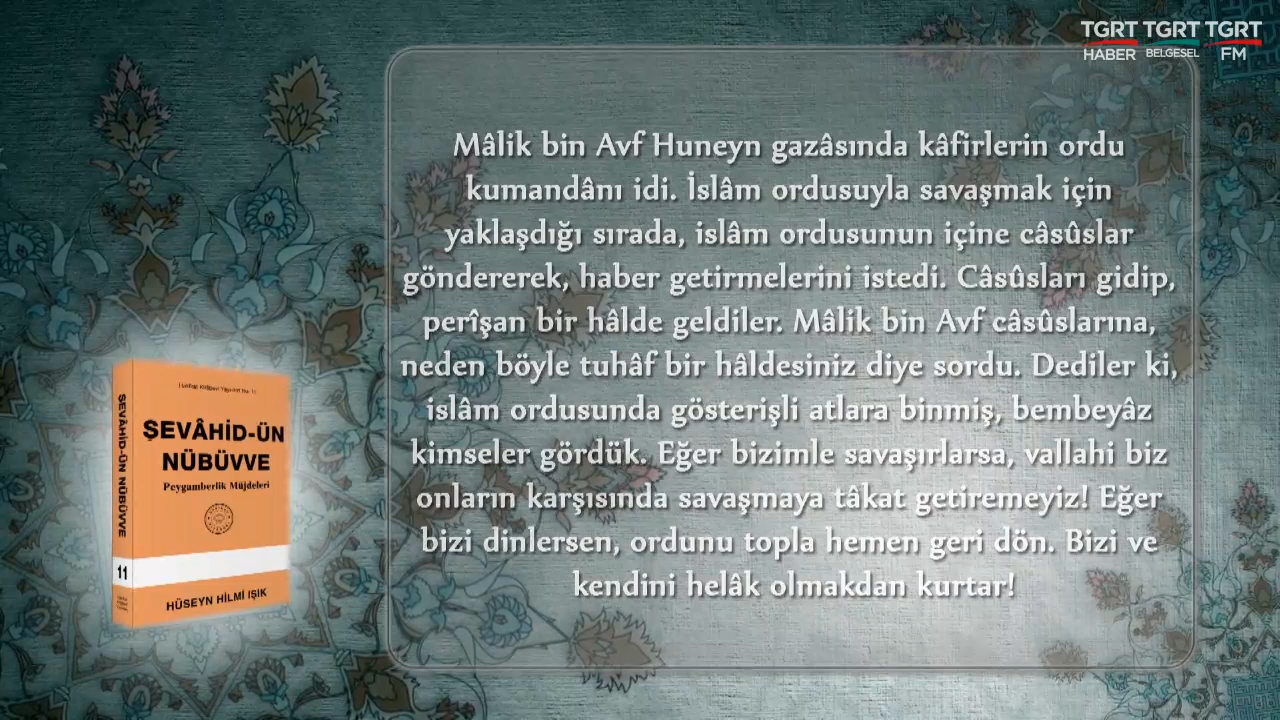 TGRT TGRT TGRT
HABER BELGESEL FM
Mâlik bin Avf Huneyn gazâsında kâfirlerin ordu
kumandânı idi. İslâm ordusuyla savaşmak için
yaklaşdığı sırada, islâm ordusunun içine câsûslar
göndererek, haber getirmelerini istedi. Câsûsları gidip,
perîşan bir hâlde geldiler. Mâlik bin Avf câsûslarına,
neden böyle tuhâf bir hâldesiniz diye sordu. Dediler ki,
islâm ordusunda gösterişli atlara binmiş, bembeyâz
kimseler gördük. Eğer bizimle savaşırlarsa, vallahi biz
onların karşısında savaşmaya tâkat getiremeyiz! Eğer
bizi dinlersen, ordunu topla hemen geri dön. Bizi ve
kendini helâk olmakdan kurtar!
ŞEVÂHİD-ÜN NÜBÜVVE
11
ŞEVÂHİD-ÜN
NÜBÜVVE
Peygamberlik Müjdeleri
HÜSEYN HİLMİ IŞIK